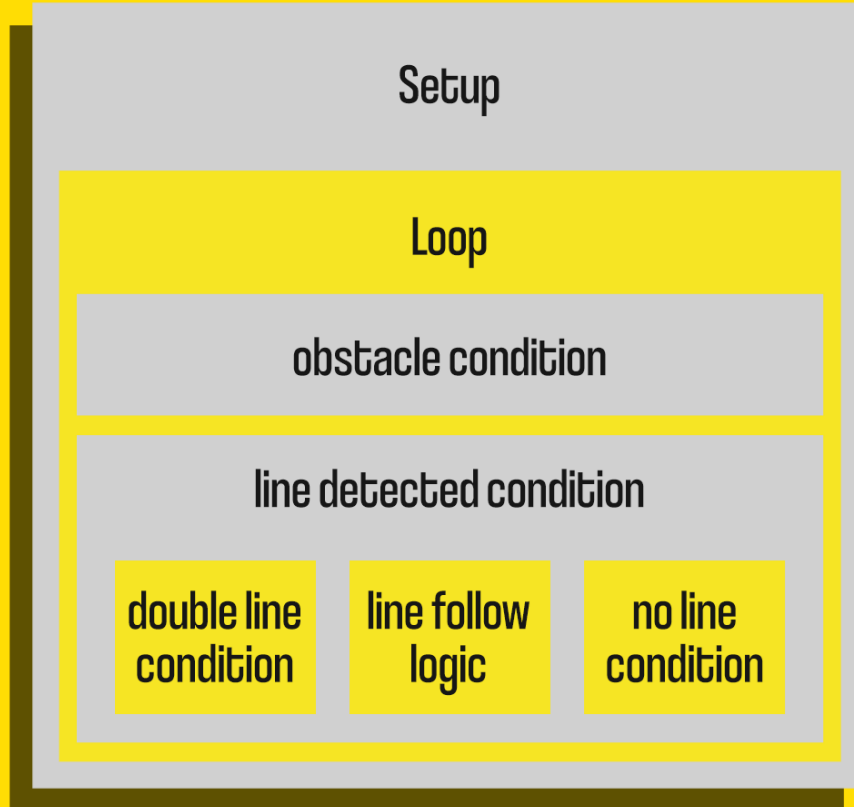 Setup
Loop
obstacle condition
line detected condition
double line
condition
line follow
logic
no line
condition